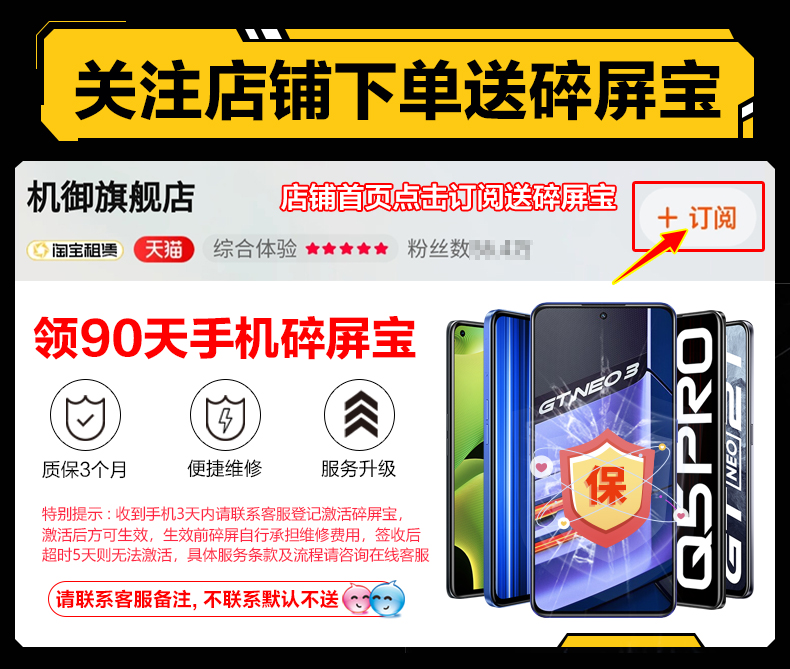 关注店铺下单送碎屏宝
机御旗舰店
店铺首页点击订阅送碎屏宝
+ 订阅
淘宝租赁
天猫
综合体验 ★★★★★
粉丝数
领90天手机碎屏宝
质保3个月
便捷维修
服务升级
特别提示:收到手机3天内请联系客服登记激活碎屏宝,
激活后方可生效,生效前碎屏自行承担维修费用,签收后
超时5天则无法激活,具体服务条款及流程请咨询在线客服
请联系客服备注,不联系默认不送
GT NEO 3
保
Q5 PRO
GT NEO 2T